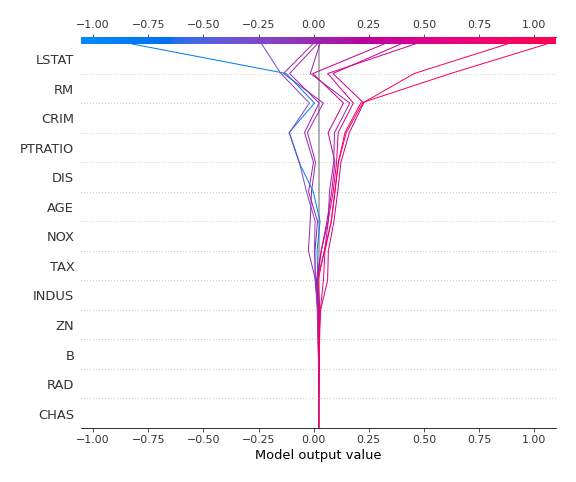 −1.00 −0.75 −0.50 −0.25 0.00 0.25 0.50 0.75 1.00
LSTAT
RM
CRIM
PTRATIO
DIS
AGE
NOX
TAX
INDUS
ZN
B
RAD
CHAS
−1.00 −0.75 −0.50 −0.25 0.00 0.25 0.50 0.75 1.00
Model output value